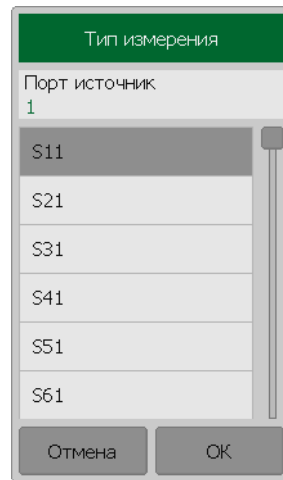 Тип измерения
Порт источник
1
S11
S21
S31
S41
S51
S61
Отмена
OK